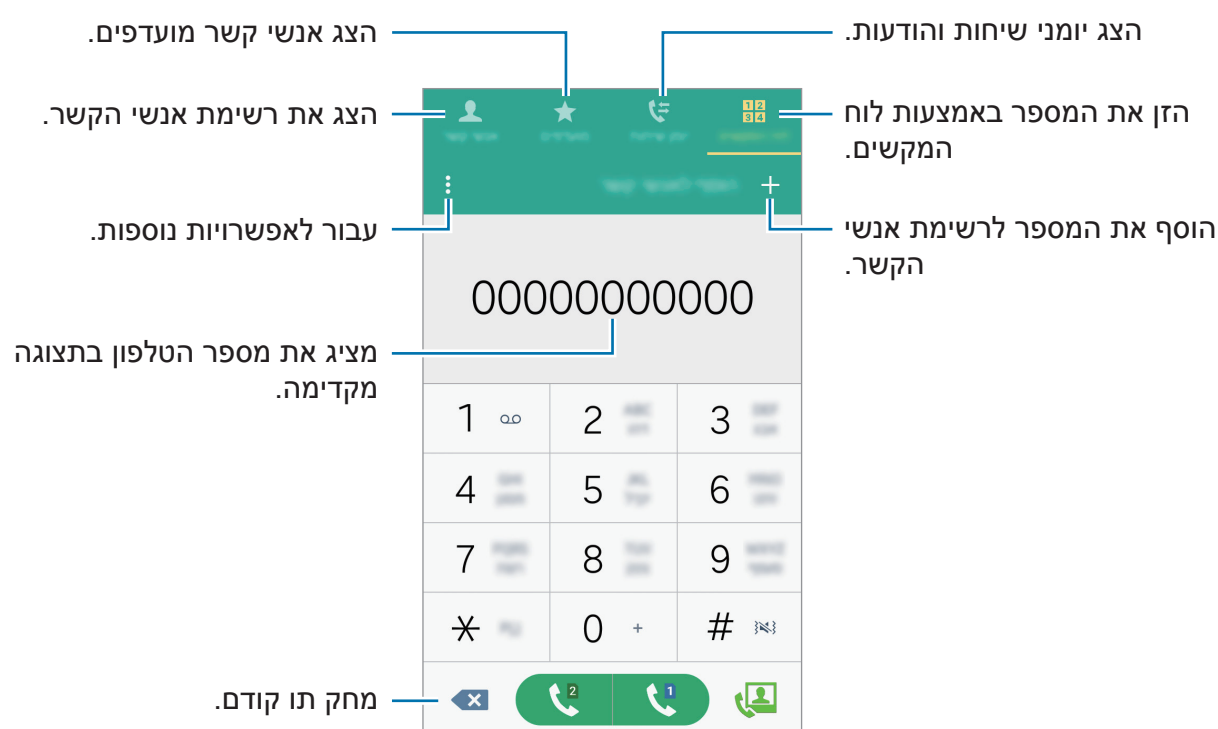 הצג יומני שיחות והודעות.
הצג אנשי קשר מועדפים.
הזן את המספר באמצעות לוח
המקשים.
הצג את רשימת אנשי הקשר.
הוסף את המספר לרשימת אנשי
הקשר.
עבור לאפשרויות נוספות.
00000000000
מציג את מספר הטלפון בתצוגה
מקדימה.
1 2 3
4 5 6
7 8 9
* 0 + #
2 1
מחק תו קודם.